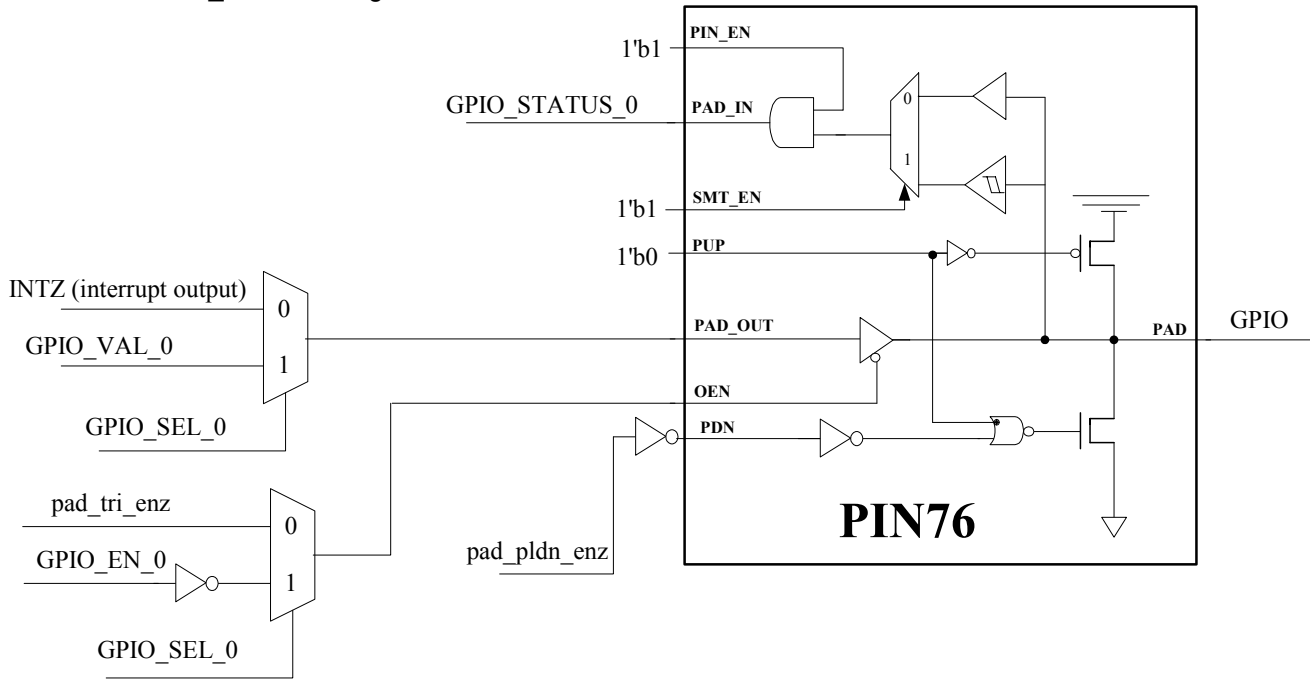 1'b1 PIN_EN
GPIO_STATUS_0 PAD_IN
0
1
1'b1 SMT_EN
1'b0 PUP
INTZ (interrupt output)
0
GPIO_VAL_0
1
PAD_OUT
PAD GPIO
OEN
GPIO_SEL_0
PDN
pad_tri_enz
0
GPIO_EN_0
1
pad_pldn_enz
PIN76
GPIO_SEL_0